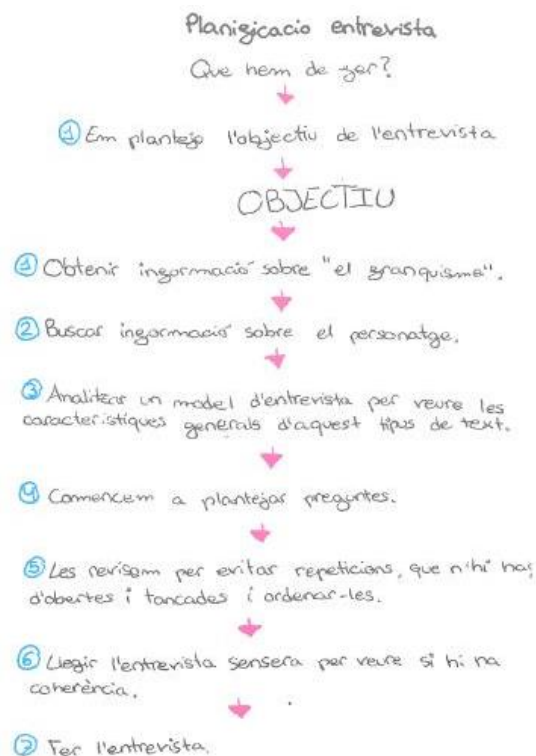 Planificacio entrevista
Que hem de fer?
① Em plantejo l'objectiu de l'entrevista
OBJECTIU
① Obtenir informació sobre "el franquisme".
② Buscar informació sobre el personatge.
③ Analitzar un model d'entrevista per veure les
característiques generals d'aquest tipus de text.
④ Comencem a plantejar preguntes.
⑤ Les revisem per evitar repeticions, que n'hi hag
d'obertes i tancades i ordenar-les.
⑥ Llegir l'entrevista sensera per veure si hi ha
coherència.
⑦ Fer l'entrevista.